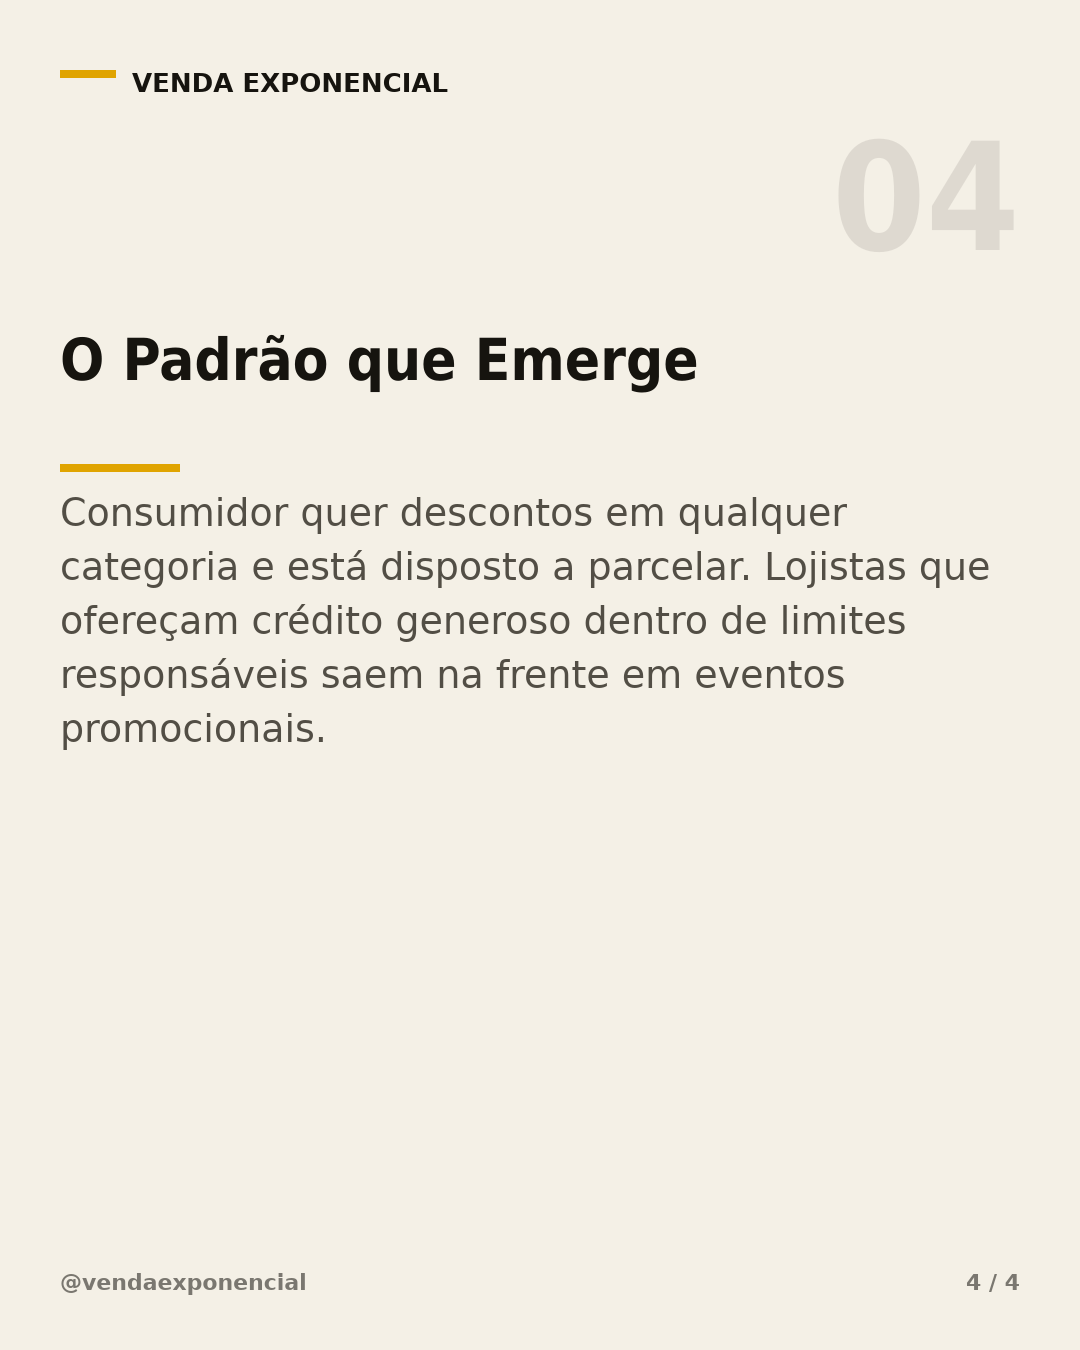 VENDA EXPONENCIAL
04
O Padrão que Emerge
Consumidor quer descontos em qualquer
categoria e está disposto a parcelar. Lojistas que
ofereçam crédito generoso dentro de limites
responsáveis saem na frente em eventos
promocionais.
@vendaexponencial
4 / 4